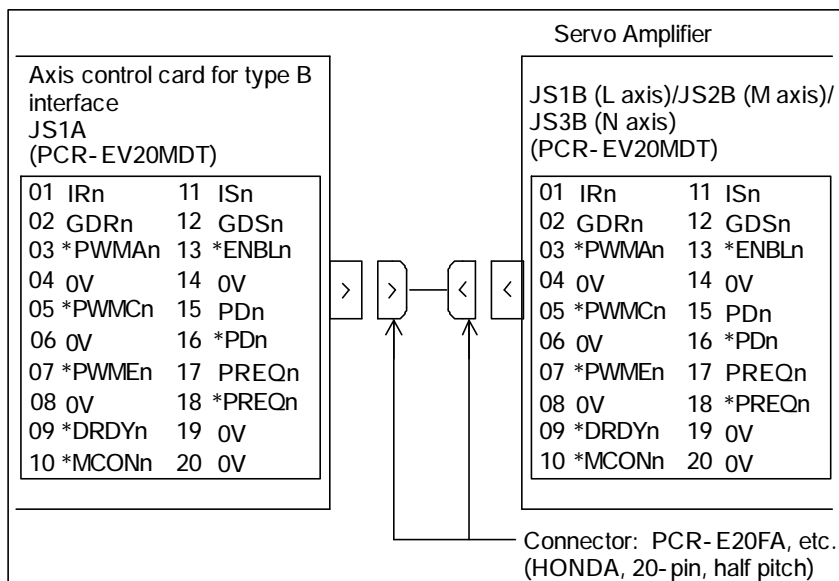 Servo Amplifier
Axis control card for type B
interface
JS1A
(PCR-EV20MDT)
01 IRn 11 ISn
02 GDRn 12 GDSn
03 *PWMAn 13 *ENBLn
04 0V 14 0V
05 *PWMCn 15 PDn
06 0V 16 *PDn
07 *PWMEn 17 PREQn
08 0V 18 *PREQn
09 *DRDYn 19 0V
10 *MCONn 20 0V
JS1B (L axis)/JS2B (M axis)/
JS3B (N axis)
(PCR-EV20MDT)
01 IRn 11 ISn
02 GDRn 12 GDSn
03 *PWMAn 13 *ENBLn
04 0V 14 0V
05 *PWMCn 15 PDn
06 0V 16 *PDn
07 *PWMEn 17 PREQn
08 0V 18 *PREQn
09 *DRDYn 19 0V
10 *MCONn 20 0V
Connector: PCR-E20FA, etc.
(HONDA, 20-pin, half pitch)